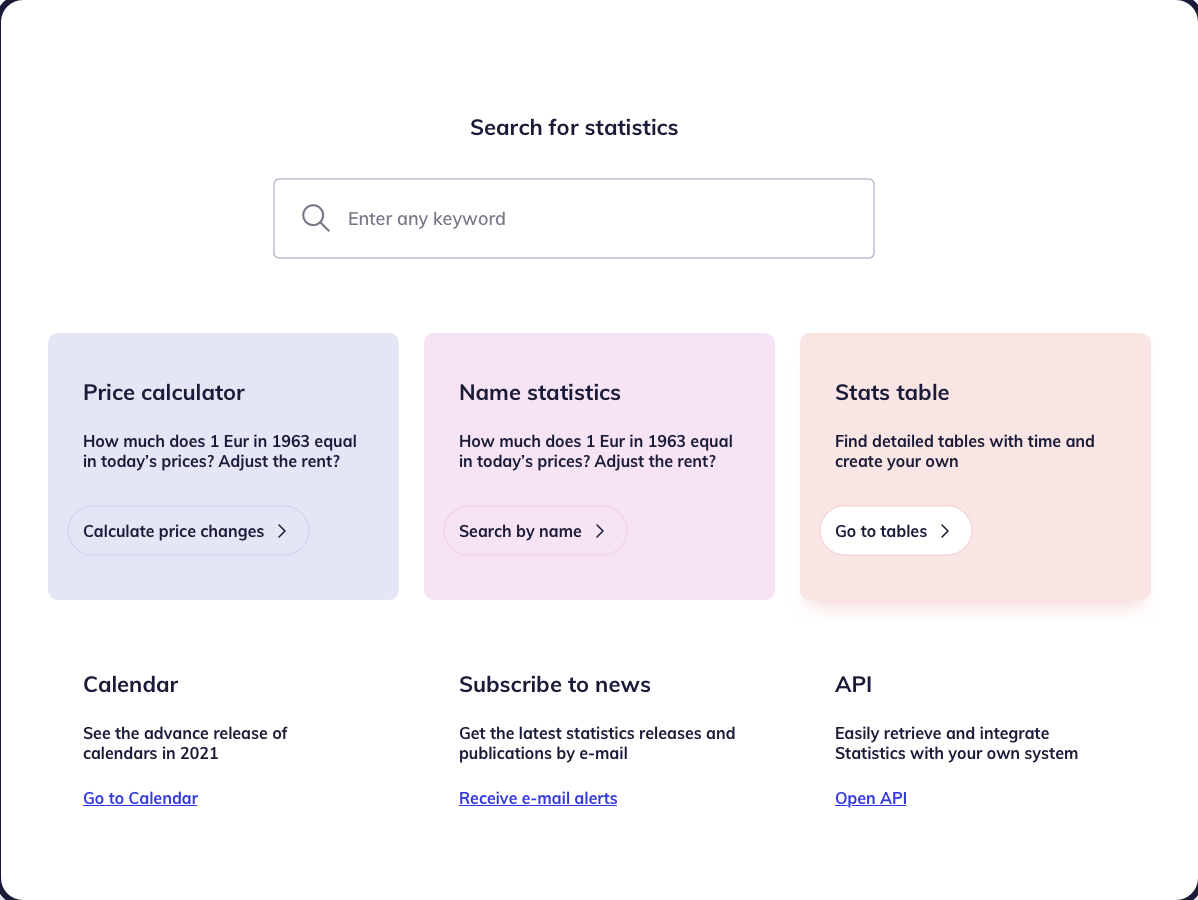 Search for statistics
Enter any keyword
Price calculator
How much does 1 Eur in 1963 equal
in today’s prices? Adjust the rent?
Calculate price changes
Name statistics
How much does 1 Eur in 1963 equal
in today’s prices? Adjust the rent?
Search by name
Stats table
Find detailed tables with time and
create your own
Go to tables
Calendar
See the advance release of
calendars in 2021
Go to Calendar
Subscribe to news
Get the latest statistics releases and
publications by e-mail
Receive e-mail alerts
API
Easily retrieve and integrate
Statistics with your own system
Open API